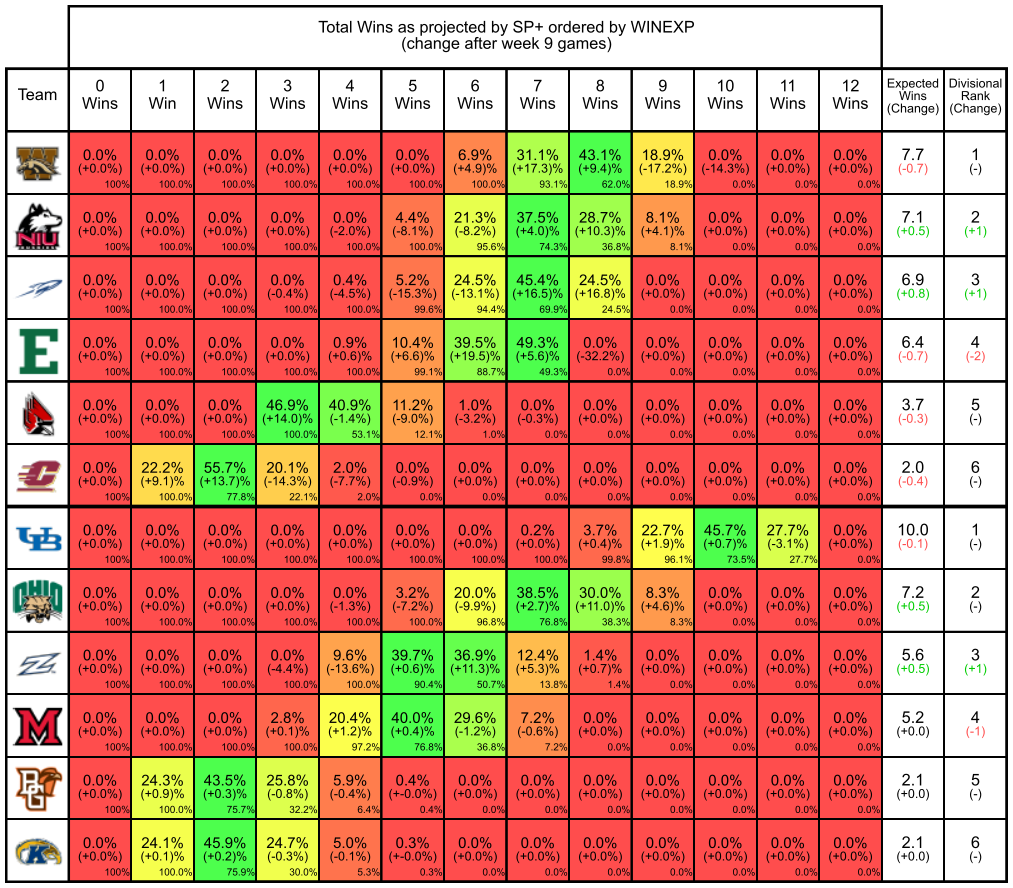 Total Wins as projected by SP+ ordered by WINEXP
(change after week 9 games)
Team 0 Wins 1 Win 2 Wins 3 Wins 4 Wins 5 Wins 6 Wins 7 Wins 8 Wins 9 Wins 10 Wins 11 Wins 12 Wins Expected Wins (Change) Divisional Rank (Change)
W
0.0% 0.0% 0.0% 0.0% 0.0% 0.0% 6.9% 31.1% 43.1% 18.9% 0.0% 0.0% 0.0% 7.7 1
(+0.0%) (+0.0%) (+0.0%) (+0.0%) (+0.0%) (+0.0%) (+4.9)% (+17.3)% (+9.4)% (-17.2)% (-14.3%) (+0.0%) (+0.0%) (-0.7) (-)
100% 100.0% 100.0% 100.0% 100.0% 100.0% 100.0% 93.1% 62.0% 18.9% 0.0% 0.0% 0.0%
NIU
0.0% 0.0% 0.0% 0.0% 0.0% 4.4% 21.3% 37.5% 28.7% 8.1% 0.0% 0.0% 0.0% 7.1 2
(+0.0%) (+0.0%) (+0.0%) (+0.0%) (-2.0%) (-8.1%) (-8.2)% (+4.0)% (+10.3)% (+4.1)% (+0.0%) (+0.0%) (+0.0%) (+0.5) (+1)
100% 100.0% 100.0% 100.0% 100.0% 100.0% 95.6% 74.3% 36.8% 8.1% 0.0% 0.0% 0.0%
0.0% 0.0% 0.0% 0.0% 0.4% 5.2% 24.5% 45.4% 24.5% 0.0% 0.0% 0.0% 0.0% 6.9 3
(+0.0%) (+0.0%) (+0.0%) (-0.4%) (-4.5%) (-15.3%) (-13.1)% (+16.5)% (+16.8)% (+0.0%) (+0.0%) (+0.0%) (+0.0%) (+0.8) (+1)
100% 100.0% 100.0% 100.0% 100.0% 99.6% 94.4% 69.9% 24.5% 0.0% 0.0% 0.0% 0.0%
E
0.0% 0.0% 0.0% 0.0% 0.9% 10.4% 39.5% 49.3% 0.0% 0.0% 0.0% 0.0% 0.0% 6.4 4
(+0.0%) (+0.0%) (+0.0%) (+0.0%) (+0.6)% (+6.6)% (+19.5)% (+5.6)% (-32.2%) (+0.0%) (+0.0%) (+0.0%) (+0.0%) (-0.7) (-2)
100% 100.0% 100.0% 100.0% 100.0% 99.1% 88.7% 49.3% 0.0% 0.0% 0.0% 0.0% 0.0%
0.0% 0.0% 0.0% 46.9% 40.9% 11.2% 1.0% 0.0% 0.0% 0.0% 0.0% 0.0% 0.0% 3.7 5
(+0.0%) (+0.0%) (+0.0%) (+14.0)% (-1.4)% (-9.0)% (-3.2)% (-0.3%) (+0.0%) (+0.0%) (+0.0%) (+0.0%) (+0.0%) (-0.3) (-)
100% 100.0% 100.0% 100.0% 53.1% 12.1% 1.0% 0.0% 0.0% 0.0% 0.0% 0.0% 0.0%
C
0.0% 22.2% 55.7% 20.1% 2.0% 0.0% 0.0% 0.0% 0.0% 0.0% 0.0% 0.0% 0.0% 2.0 6
(+0.0%) (+9.1)% (+13.7)% (-14.3)% (-7.7)% (-0.9%) (+0.0%) (+0.0%) (+0.0%) (+0.0%) (+0.0%) (+0.0%) (+0.0%) (-0.4) (-)
100% 100.0% 77.8% 22.1% 2.0% 0.0% 0.0% 0.0% 0.0% 0.0% 0.0% 0.0% 0.0%
UB
0.0% 0.0% 0.0% 0.0% 0.0% 0.0% 0.0% 0.2% 3.7% 22.7% 45.7% 27.7% 0.0% 10.0 1
(+0.0%) (+0.0%) (+0.0%) (+0.0%) (+0.0%) (+0.0%) (+0.0%) (+0.0%) (+0.4)% (+1.9)% (+0.7)% (-3.1)% (+0.0%) (-0.1) (-)
100% 100.0% 100.0% 100.0% 100.0% 100.0% 100.0% 100.0% 99.8% 96.1% 73.5% 27.7% 0.0%
OHIO
0.0% 0.0% 0.0% 0.0% 0.0% 3.2% 20.0% 38.5% 30.0% 8.3% 0.0% 0.0% 0.0% 7.2 2
(+0.0%) (+0.0%) (+0.0%) (+0.0%) (-1.3%) (-7.2%) (-9.9%) (+2.7)% (+11.0)% (+4.6)% (+0.0%) (+0.0%) (+0.0%) (+0.5) (-)
100% 100.0% 100.0% 100.0% 100.0% 100.0% 96.8% 76.8% 38.3% 8.3% 0.0% 0.0% 0.0%
Z
0.0% 0.0% 0.0% 0.0% 9.6% 39.7% 36.9% 12.4% 1.4% 0.0% 0.0% 0.0% 0.0% 5.6 3
(+0.0%) (+0.0%) (+0.0%) (-4.4%) (-13.6%) (+0.6)% (+11.3)% (+5.3)% (+0.7)% (+0.0%) (+0.0%) (+0.0%) (+0.0%) (+0.5) (+1)
100% 100.0% 100.0% 100.0% 100.0% 90.4% 50.7% 13.8% 1.4% 0.0% 0.0% 0.0% 0.0%
M
0.0% 0.0% 0.0% 2.8% 20.4% 40.0% 29.6% 7.2% 0.0% 0.0% 0.0% 0.0% 0.0% 5.2 4
(+0.0%) (+0.0%) (+0.0%) (+0.1%) (+1.2)% (+0.4)% (-1.2)% (-0.6)% (+0.0%) (+0.0%) (+0.0%) (+0.0%) (+0.0%) (+0.0) (-1)
100% 100.0% 100.0% 100.0% 97.2% 76.8% 36.8% 7.2% 0.0% 0.0% 0.0% 0.0% 0.0%
BG
0.0% 24.3% 43.5% 25.8% 5.9% 0.4% 0.0% 0.0% 0.0% 0.0% 0.0% 0.0% 0.0% 2.1 5
(+0.0%) (+0.9)% (+0.3)% (-0.8)% (-0.4)% (+-0.0)% (+0.0%) (+0.0%) (+0.0%) (+0.0%) (+0.0%) (+0.0%) (+0.0%) (+0.0) (-)
100% 100.0% 75.7% 32.2% 6.4% 0.4% 0.0% 0.0% 0.0% 0.0% 0.0% 0.0% 0.0%
K
0.0% 24.1% 45.9% 24.7% 5.0% 0.3% 0.0% 0.0% 0.0% 0.0% 0.0% 0.0% 0.0% 2.1 6
(+0.0%) (+0.1)% (+0.2)% (-0.3)% (-0.1)% (+-0.0)% (+0.0%) (+0.0%) (+0.0%) (+0.0%) (+0.0%) (+0.0%) (+0.0%) (+0.0) (-)
100% 100.0% 75.9% 30.0% 5.3% 0.3% 0.0% 0.0% 0.0% 0.0% 0.0% 0.0% 0.0%